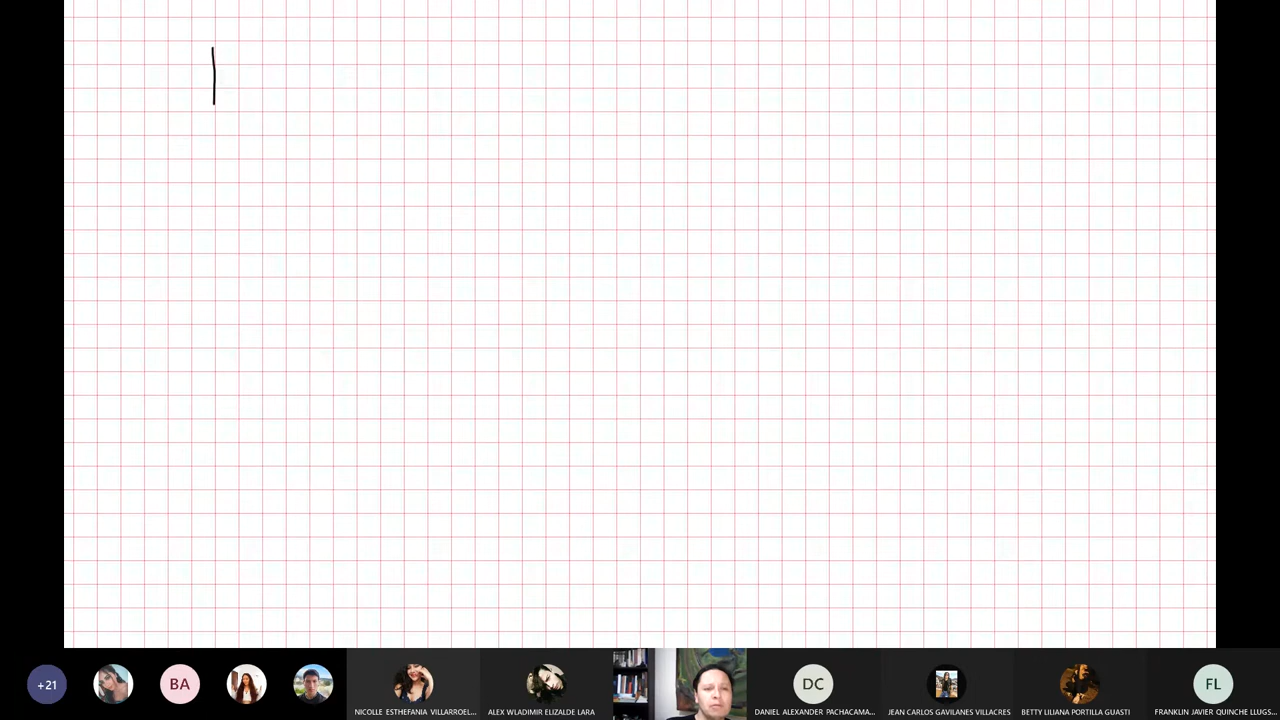 +21
BA
NICOLLE ESTHEFANIA VILLARROEL...
ALEX WLADIMIR ELIZALDE LARA
DC
DANIEL ALEXANDER PACHACAMA...
JEAN CARLOS GAVILANES VILLACRES
BETTY LILIANA PORTILLA GUASTI
FL
FRANKLIN JAVIER QUINCHE LLUGS...